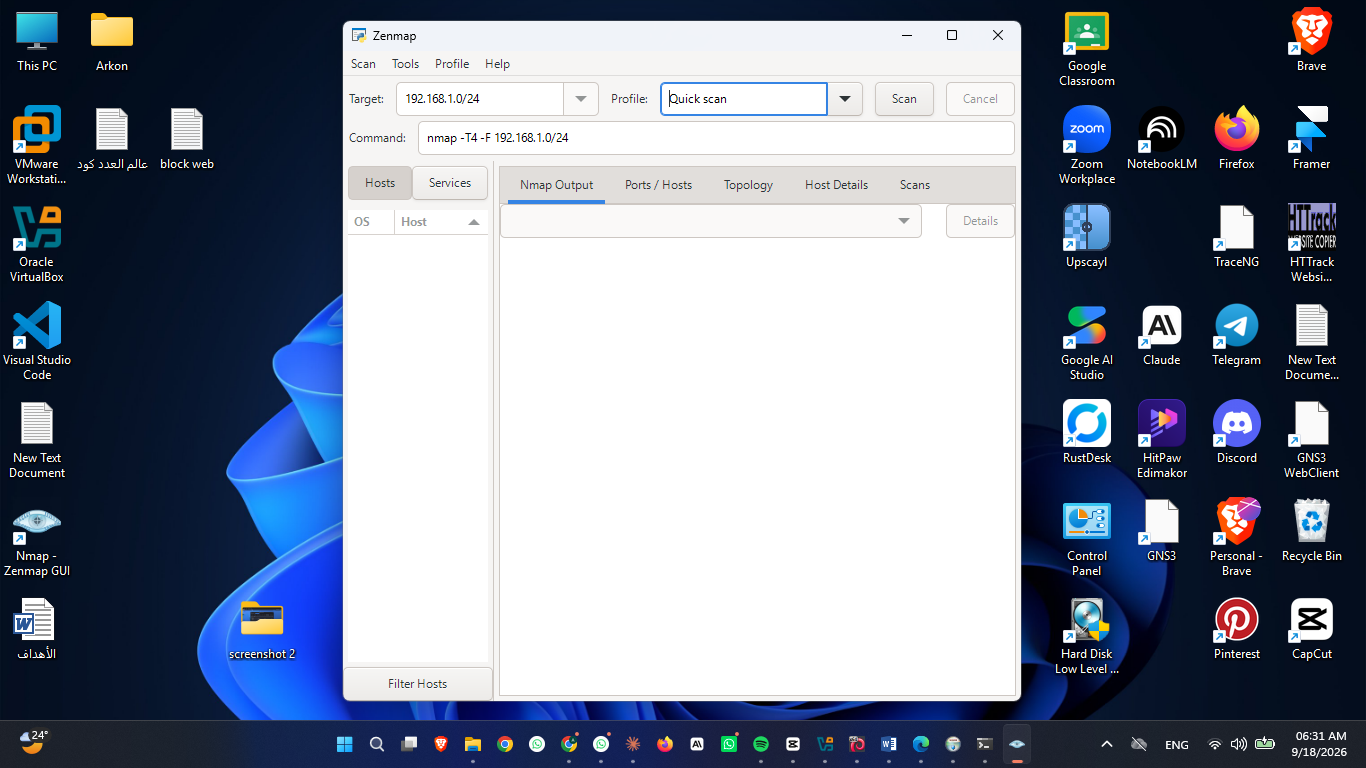 This PC
Arkon
VMware
Workstati...
عالم العدد كود
block web
Oracle
VirtualBox
Visual Studio
Code
New Text
Document
Nmap -
Zenmap GUI
الأهداف
screenshot 2
Zenmap
Scan Tools Profile Help
Target: 192.168.1.0/24 Profile: Quick scan Scan Cancel
Command: nmap -T4 -F 192.168.1.0/24
Hosts Services Nmap Output Ports / Hosts Topology Host Details Scans
OS Host Details
Filter Hosts
Google
Classroom
Brave
Zoom
Workplace
NotebookLM
Firefox
Framer
Upscayl
TraceNG
HTTrack
Websi...
Google AI
Studio
Claude
Telegram
New Text
Docume...
RustDesk
HitPaw
Edimakor
Discord
GNS3
WebClient
Control
Panel
GNS3
Personal -
Brave
Recycle Bin
Hard Disk
Low Level ...
Pinterest
CapCut
24°
ENG
06:31 AM
9/18/2026